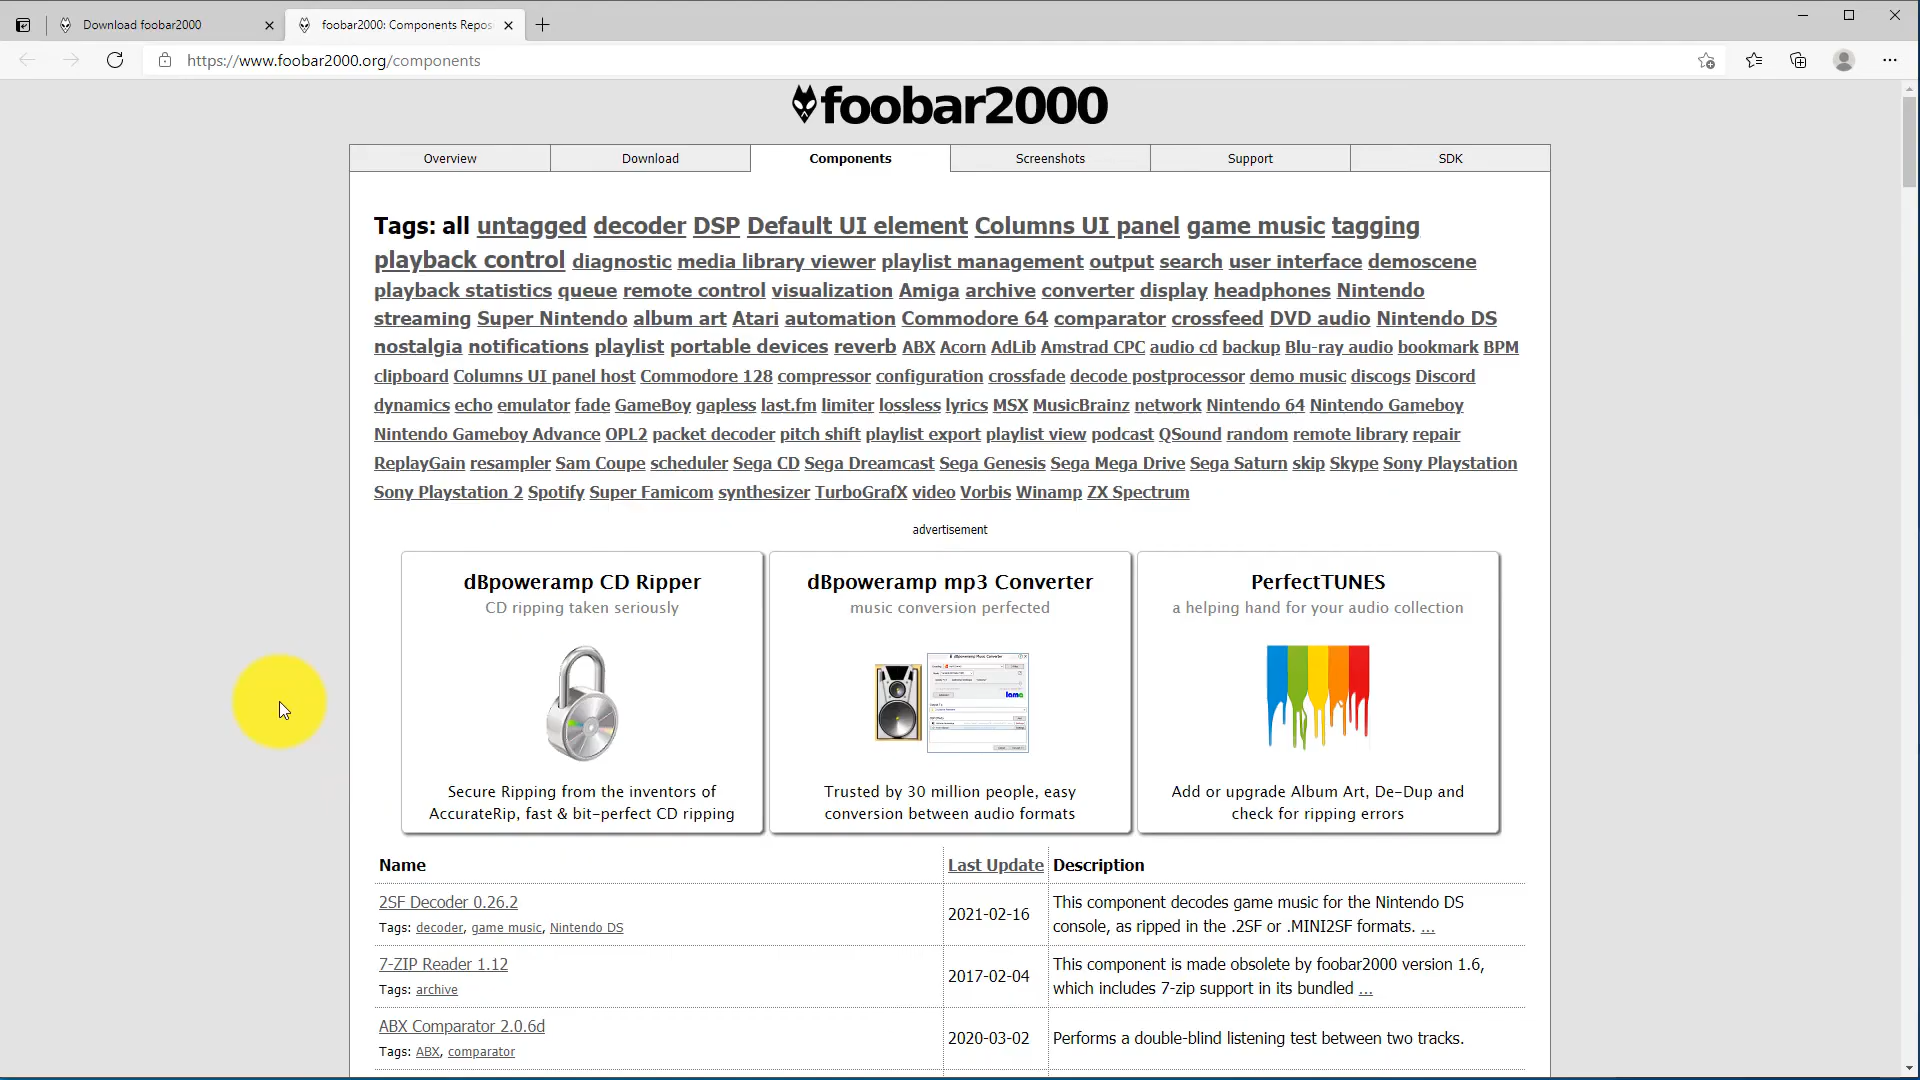 Download foobar2000
foobar2000: Components Repos
https://www.foobar2000.org/components
foobar2000
Overview
Download
Components
Screenshots
Support
SDK
Tags: all untagged decoder DSP Default UI element Columns UI panel game music tagging
playback control diagnostic media library viewer playlist management output search user interface demoscene
playback statistics queue remote control visualization Amiga archive converter display headphones Nintendo
streaming Super Nintendo album art Atari automation Commodore 64 comparator crossfeed DVD audio Nintendo DS
nostalgia notifications playlist portable devices reverb ABX Acorn AdLib Amstrad CPC audio cd backup Blu-ray audio bookmark BPM
clipboard Columns UI panel host Commodore 128 compressor configuration crossfade decode postprocessor demo music discogs Discord
dynamics echo emulator fade GameBoy gapless last.fm limiter lossless lyrics MSX MusicBrainz network Nintendo 64 Nintendo Gameboy
Nintendo Gameboy Advance OPL2 packet decoder pitch shift playlist export playlist view podcast QSound random remote library repair
ReplayGain resampler Sam Coupe scheduler Sega CD Sega Dreamcast Sega Genesis Sega Mega Drive Sega Saturn skip Skype Sony Playstation
Sony Playstation 2 Spotify Super Famicom synthesizer TurboGrafX video Vorbis Winamp ZX Spectrum
advertisement
dBpoweramp CD Ripper
CD ripping taken seriously
Secure Ripping from the inventors of
AccurateRip, fast & bit-perfect CD ripping
dBpoweramp mp3 Converter
music conversion perfected
dBpoweramp Music Converter
lame
Trusted by 30 million people, easy
conversion between audio formats
PerfectTUNES
a helping hand for your audio collection
Add or upgrade Album Art, De-Dup and
check for ripping errors
Name
Last Update
Description
2SF Decoder 0.26.2
Tags: decoder, game music, Nintendo DS
2021-02-16
This component decodes game music for the Nintendo DS
console, as ripped in the .2SF or .MINI2SF formats. ...
7-ZIP Reader 1.12
Tags: archive
2017-02-04
This component is made obsolete by foobar2000 version 1.6,
which includes 7-zip support in its bundled ...
ABX Comparator 2.0.6d
Tags: ABX, comparator
2020-03-02
Performs a double-blind listening test between two tracks.